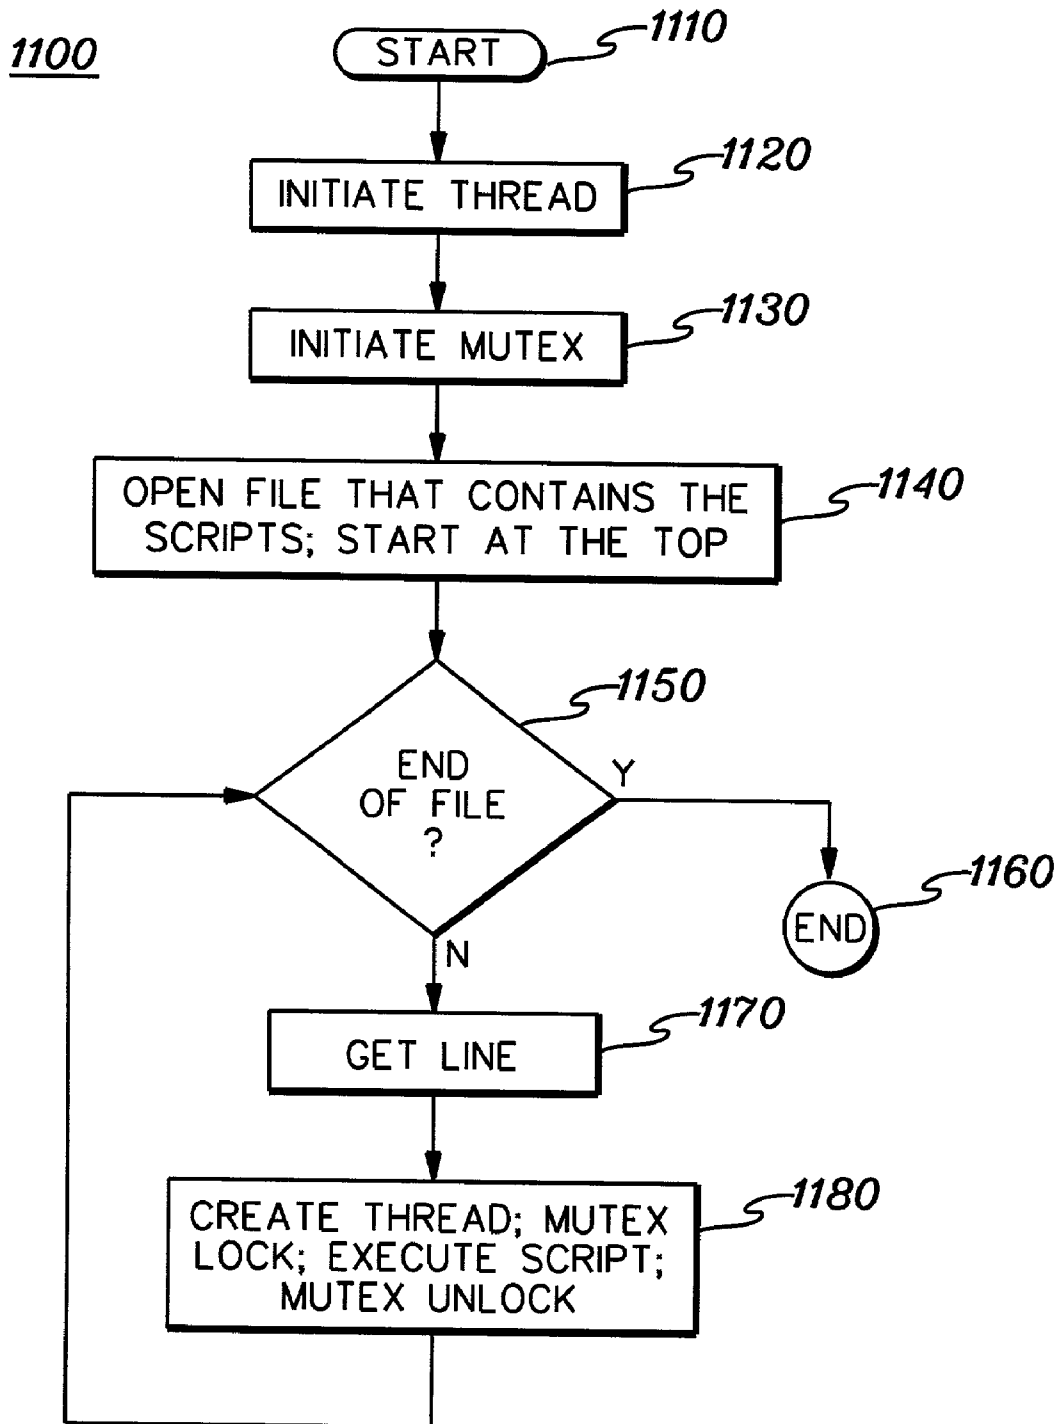 1100
START
1110
INITIATE THREAD
1120
INITIATE MUTEX
1130
OPEN FILE THAT CONTAINS THE
SCRIPTS; START AT THE TOP
1140
END
OF FILE
?
1150
Y
END
1160
N
GET LINE
1170
CREATE THREAD; MUTEX
LOCK; EXECUTE SCRIPT;
MUTEX UNLOCK
1180